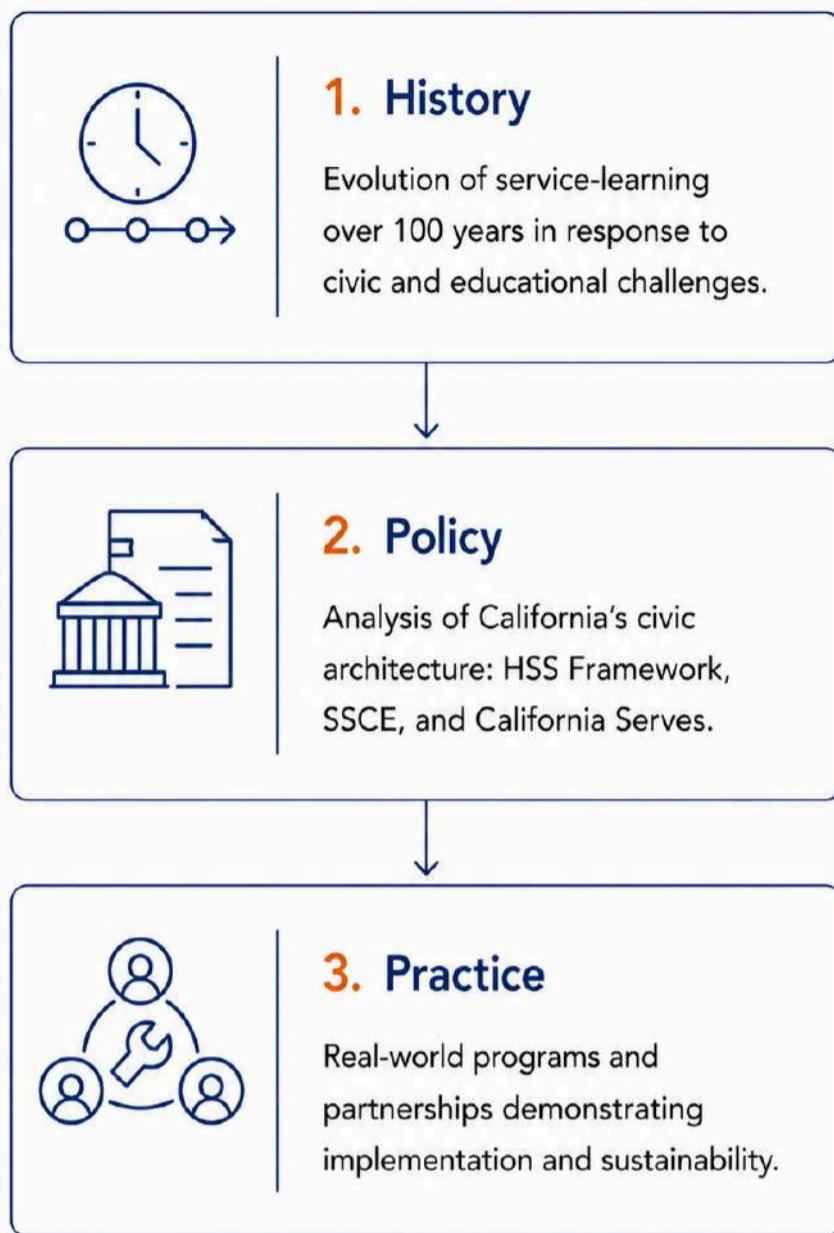 1. History
Evolution of service-learning
over 100 years in response to
civic and educational challenges.
2. Policy
Analysis of California’s civic
architecture: HSS Framework,
SSCE, and California Serves.
3. Practice
Real-world programs and
partnerships demonstrating
implementation and sustainability.